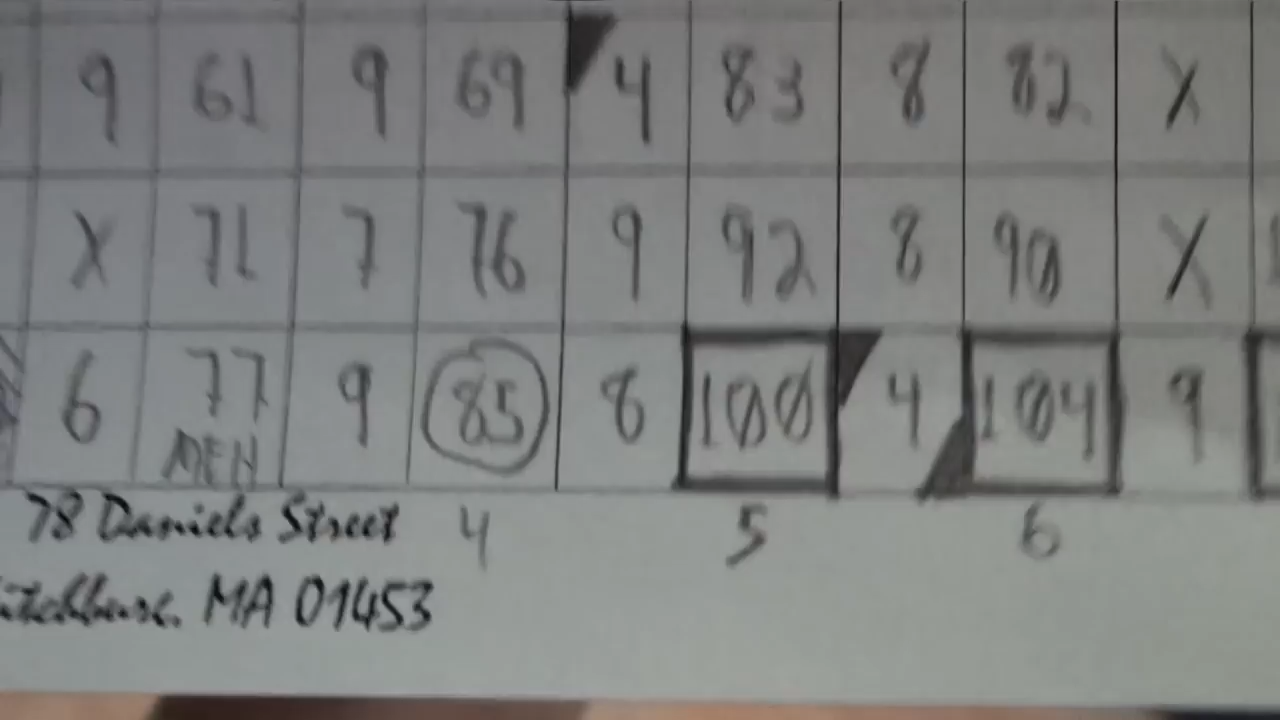 9 61 9 69 4 83 8 82 X
X 71 7 76 9 92 8 90 X
6 77 9 85 8 100 4 104 9
MEH
78 Daniels Street 4 5 6
MA 01453